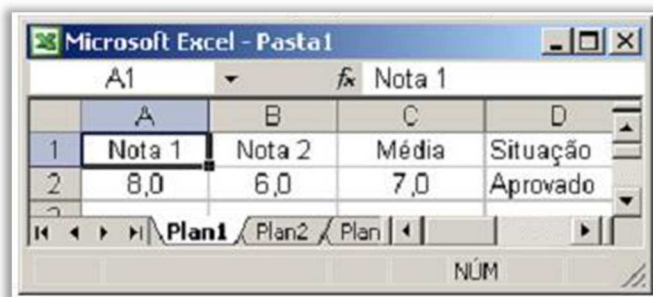 Microsoft Excel - Pasta1
A1 fx Nota 1
A B C D
1 Nota 1 Nota 2 Média Situação
2 8,0 6,0 7,0 Aprovado
Plan1 Plan2 Plan
NÚM